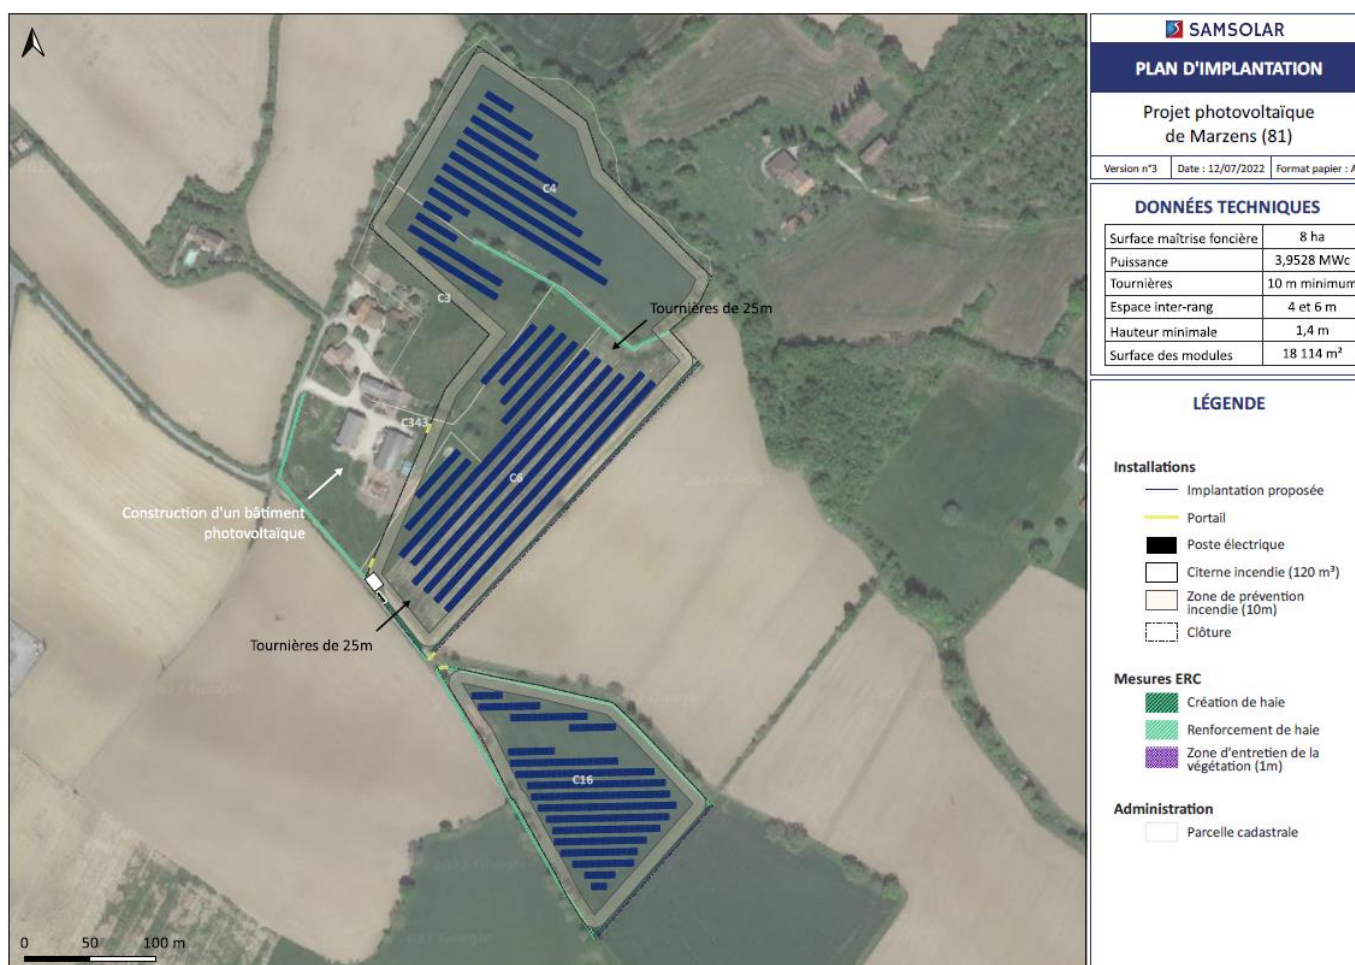 SAMSOLAR
PLAN D'IMPLANTATION
Projet photovoltaïque
de Marzens (81)
Version n°3 Date : 12/07/2022 Format papier : A
DONNÉES TECHNIQUES
Surface maîtrise foncière 8 ha
Puissance 3,9528 MWc
Tournières 10 m minimum
Espace inter-rang 4 et 6 m
Hauteur minimale 1,4 m
Surface des modules 18 114 m²
LÉGENDE
Installations
Implantation proposée
Portail
Poste électrique
Citerne incendie (120 m³)
Zone de prévention
incendie (10m)
Clôture
Mesures ERC
Création de haie
Renforcement de haie
Zone d'entretien de la
végétation (1m)
Administration
Parcelle cadastrale
C4
C3
Tournières de 25m
C343
C6
Construction d'un bâtiment
photovoltaïque
Tournières de 25m
C16
0 50 100 m